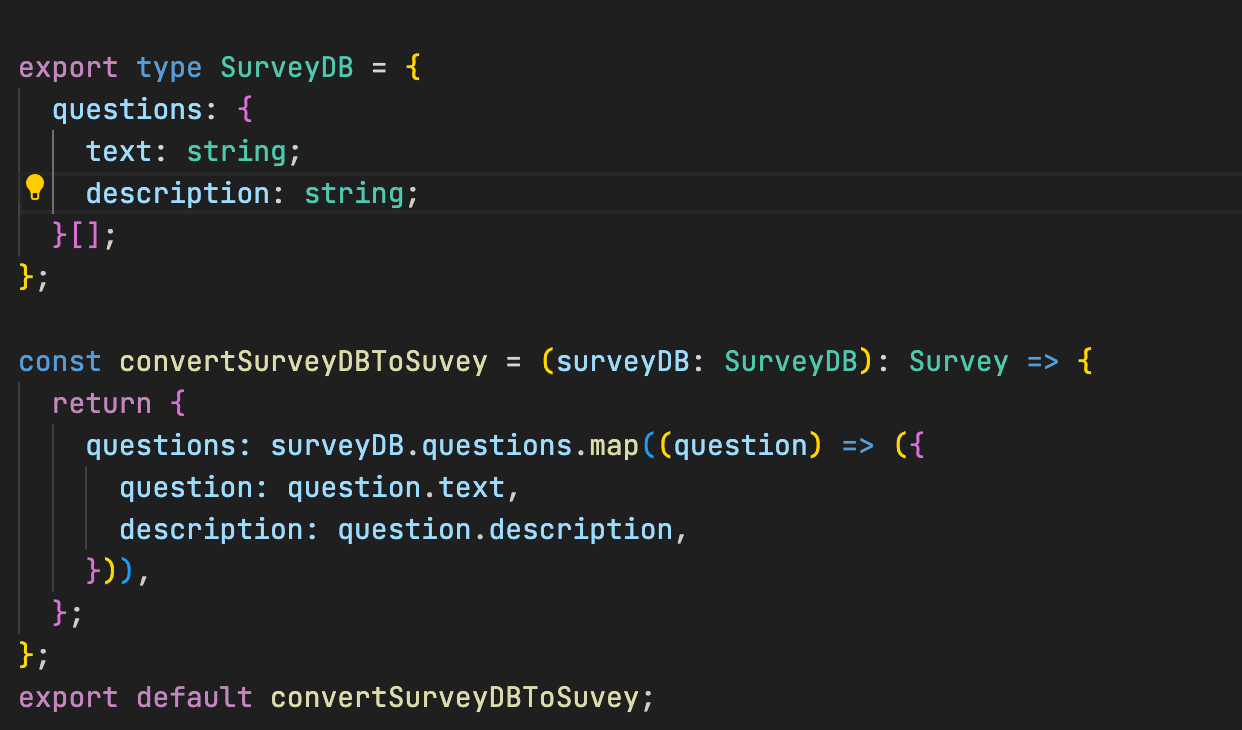 export type SurveyDB = {
  questions: {
    text: string;
    description: string;
  }[];
};

const convertSurveyDBToSuvey = (surveyDB: SurveyDB): Survey => {
  return {
    questions: surveyDB.questions.map((question) => ({
      question: question.text,
      description: question.description,
    })),
  };
};
export default convertSurveyDBToSuvey;